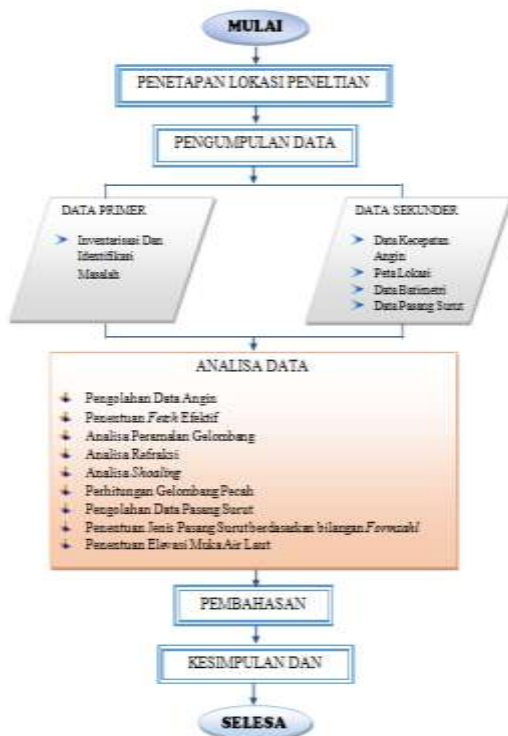 MULAI
PENETAPAN LOKASI PENELTIAN
PENGUMPULAN DATA
DATA PRIMER
Inventarisasi Dan
Identifikasi
Masalah
DATA SEKUNDER
Data Kecepatan
Angin
Peta Lokasi
Data Batimetri
Data Pasang Surut
ANALISA DATA
Pengolahan Data Angin
Penentuan Fetch Efektif
Analisa Peramalan Gelombang
Analisa Refraksi
Analisa Shoaling
Perhitungan Gelombang Pecah
Pengolahan Data Pasang Surut
Penentuan Jenis Pasang Surut berdasarkan bilangan Formzahl
Penentuan Elevasi Muka Air Laut
PEMBAHASAN
KESIMPULAN DAN
SELESA